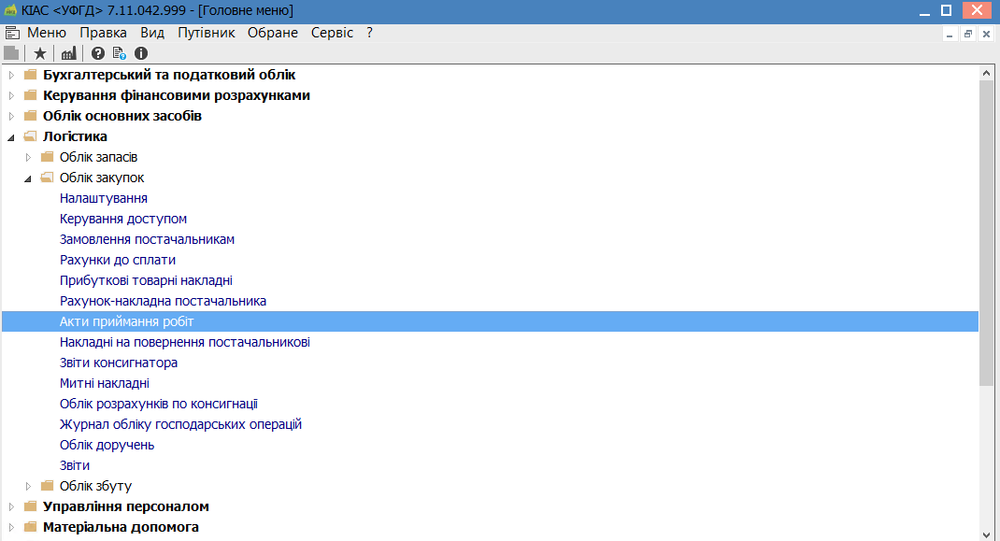 КІАС <УФГД> 7.11.042.999 - [Головне меню]
Меню Правка Вид Путівник Обране Сервіс ?
Бухгалтерський та податковий облік
Керування фінансовими розрахунками
Облік основних засобів
Логістика
Облік запасів
Облік закупок
Налаштування
Керування доступом
Замовлення постачальникам
Рахунки до сплати
Прибуткові товарні накладні
Рахунок-накладна постачальника
Акти приймання робіт
Накладні на повернення постачальникові
Звіти консигнатора
Митні накладні
Облік розрахунків по консигнації
Журнал обліку господарських операцій
Облік доручень
Звіти
Облік збуту
Управління персоналом
Матеріальна допомога